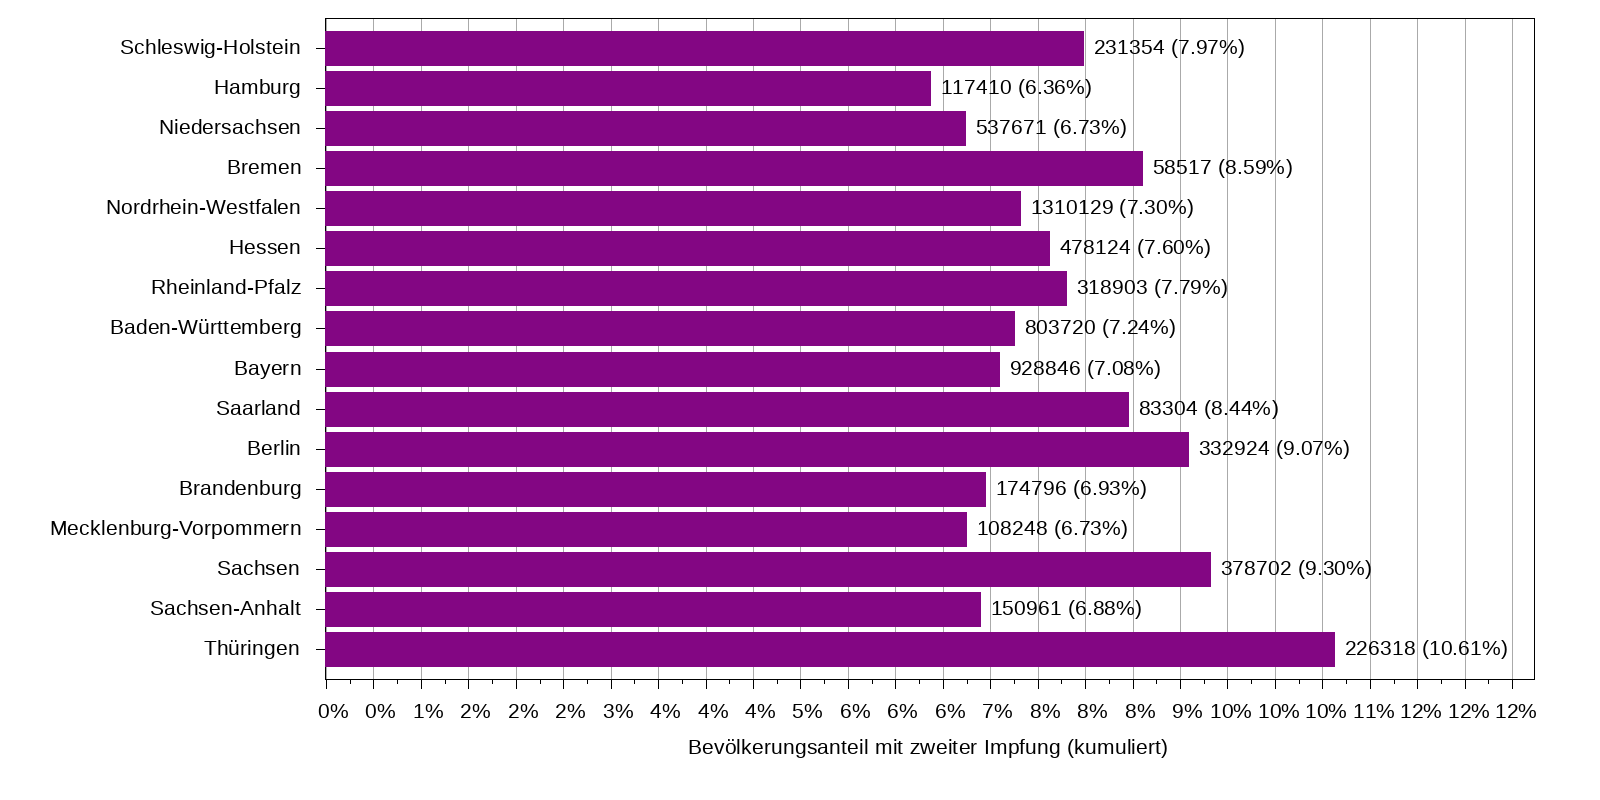 Schleswig-Holstein 231354 (7.97%)
Hamburg 117410 (6.36%)
Niedersachsen 537671 (6.73%)
Bremen 58517 (8.59%)
Nordrhein-Westfalen 1310129 (7.30%)
Hessen 478124 (7.60%)
Rheinland-Pfalz 318903 (7.79%)
Baden-Württemberg 803720 (7.24%)
Bayern 928846 (7.08%)
Saarland 83304 (8.44%)
Berlin 332924 (9.07%)
Brandenburg 174796 (6.93%)
Mecklenburg-Vorpommern 108248 (6.73%)
Sachsen 378702 (9.30%)
Sachsen-Anhalt 150961 (6.88%)
Thüringen 226318 (10.61%)
0% 0% 1% 2% 2% 2% 3% 4% 4% 4% 5% 6% 6% 6% 7% 8% 8% 8% 9% 10% 10% 10% 11% 12% 12% 12%
Bevölkerungsanteil mit zweiter Impfung (kumuliert)